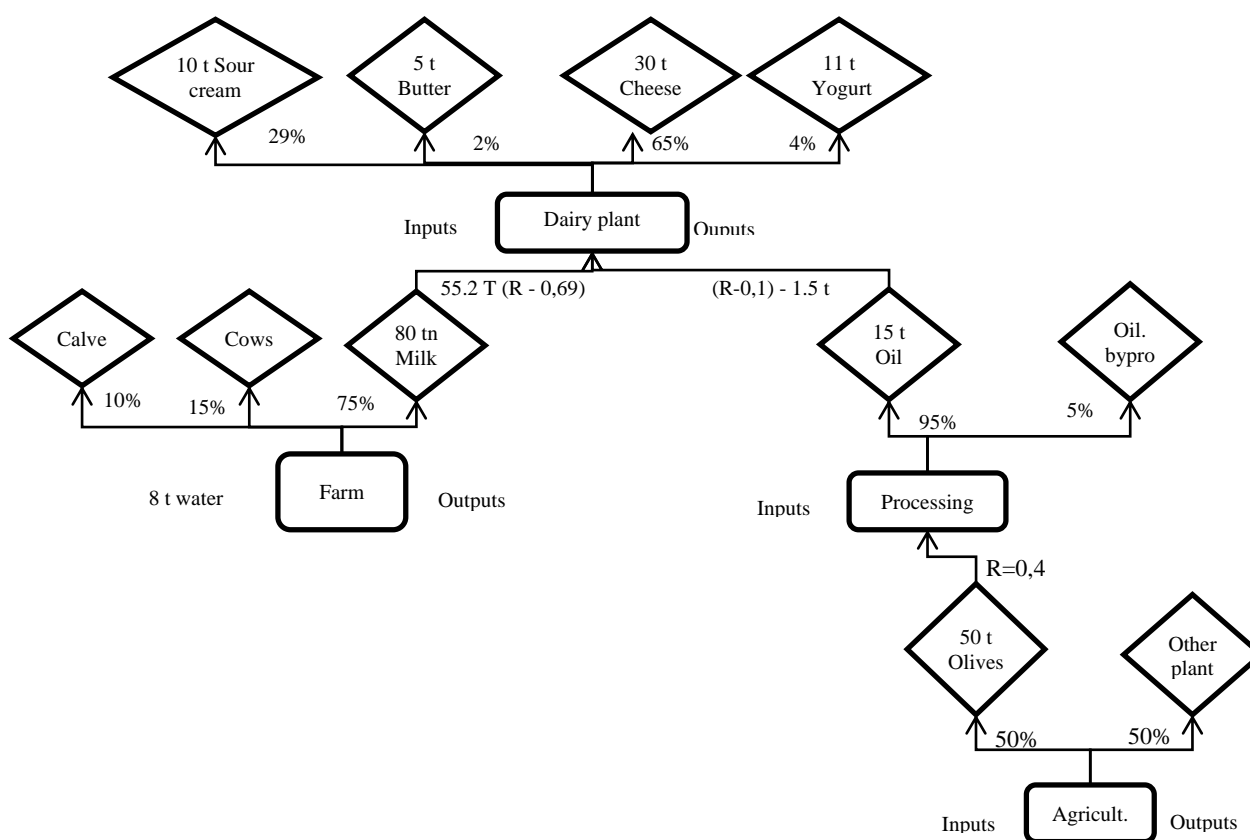 10 t Sour
cream
5 t
Butter
30 t
Cheese
11 t
Yogurt
29%
2%
65%
4%
Inputs
Dairy plant
Ouputs
55.2 T (R - 0,69)
(R-0,1) - 1.5 t
Calve
Cows
80 tn
Milk
15 t
Oil
Oil.
bypro
10%
15%
75%
95%
5%
8 t water
Farm
Outputs
Inputs
Processing
R=0,4
50 t
Olives
Other
plant
50%
50%
Inputs
Agricult.
Outputs